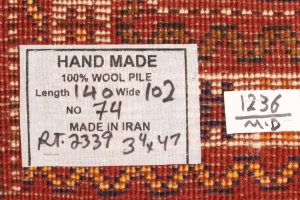 HAND MADE
100% WOOL PILE
Length 140 Wide 102
NO 74
MADE IN IRAN
RT. 2339 3⁴x47
1236
M.D